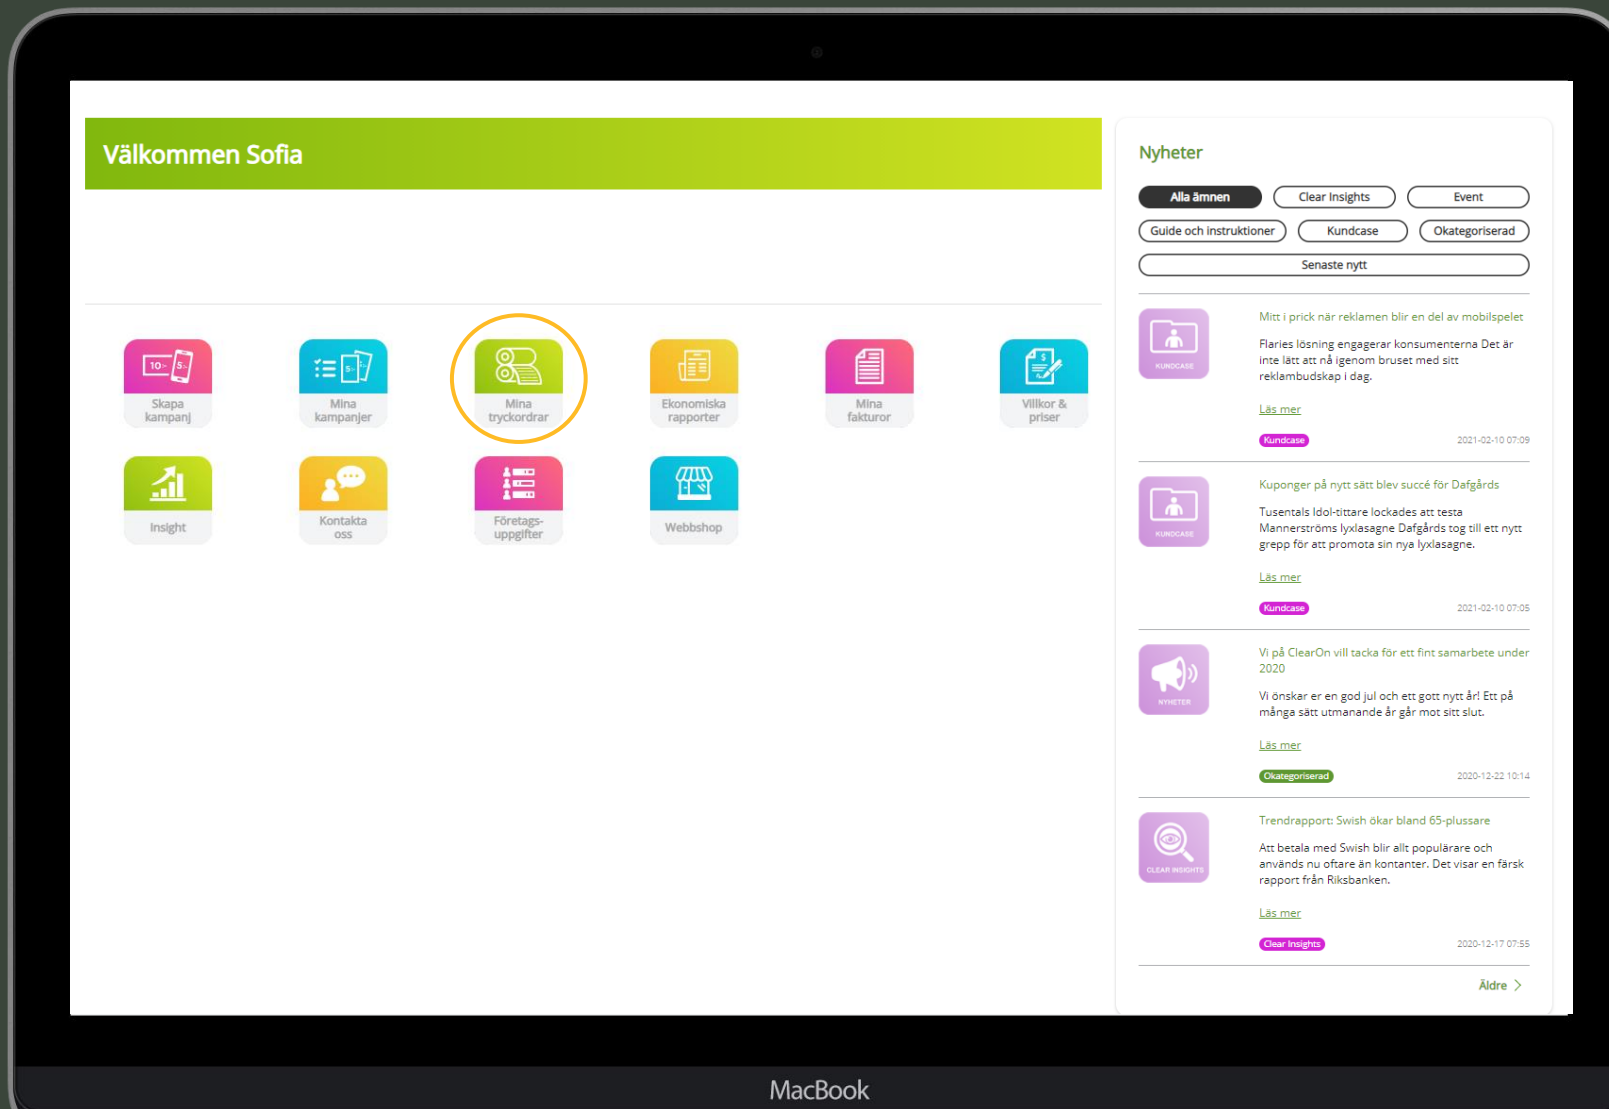 Välkommen Sofia
Skapa
kampanj
Mina
kampanjer
Mina
tryckordrar
Ekonomiska
rapporter
Mina
fakturor
Villkor &
priser
Insight
Kontakta
oss
Företags-
uppgifter
Webbshop
10:-
5:-
5:-
$
Nyheter
Alla ämnen
Clear Insights
Event
Guide och instruktioner
Kundcase
Okategoriserad
Senaste nytt
KUNDCASE
Mitt i prick när reklamen blir en del av mobilspelet
Flaries lösning engagerar konsumenterna Det är
inte lätt att nå igenom bruset med sitt
reklambudskap i dag.
Läs mer
Kundcase
2021-02-10 07:09
KUNDCASE
Kuponger på nytt sätt blev succé för Dafgårds
Tusentals Idol-tittare lockades att testa
Mannerströms lyxlasagne Dafgårds tog till ett nytt
grepp för att promota sin nya lyxlasagne.
Läs mer
Kundcase
2021-02-10 07:05
NYHETER
Vi på ClearOn vill tacka för ett fint samarbete under
2020
Vi önskar er en god jul och ett gott nytt år! Ett på
många sätt utmanande år går mot sitt slut.
Läs mer
Okategoriserad
2020-12-22 10:14
CLEAR INSIGHTS
Trendrapport: Swish ökar bland 65-plussare
Att betala med Swish blir allt populärare och
används nu oftare än kontanter. Det visar en färsk
rapport från Riksbanken.
Läs mer
Clear Insights
2020-12-17 07:55
Äldre
MacBook